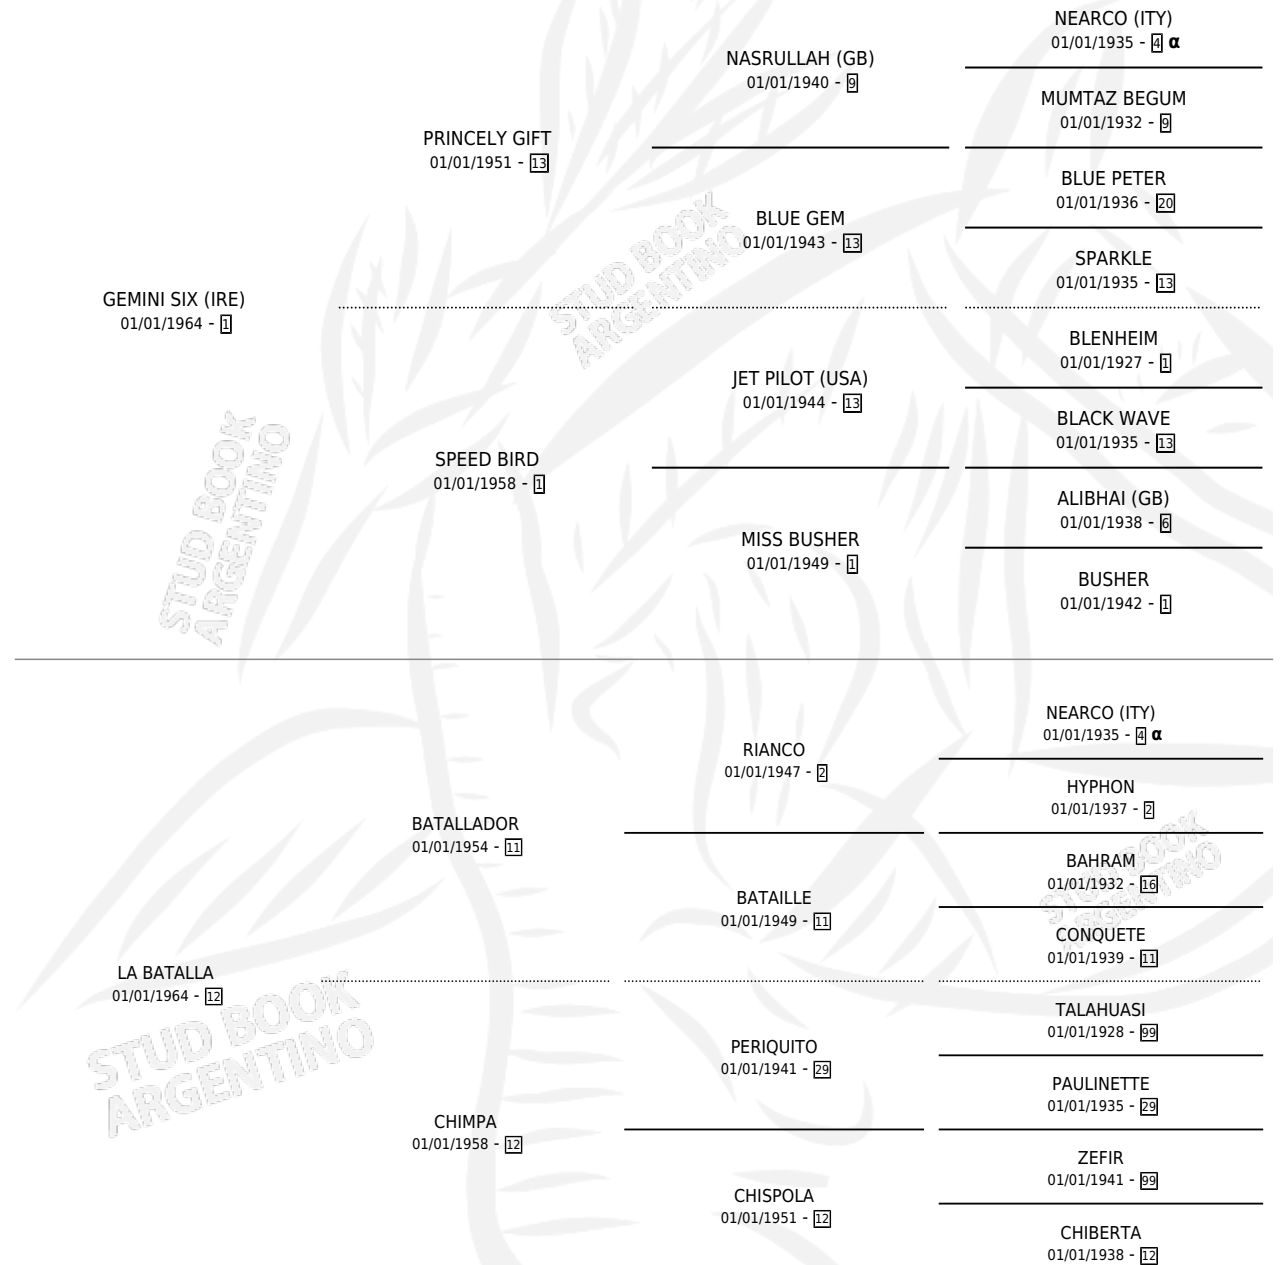 NEARCO (ITY)
01/01/1935 - 4 α
NASRULLAH (GB)
01/01/1940 - 9
MUMTAZ BEGUM
01/01/1932 - 9
PRINCELY GIFT
01/01/1951 - 13
BLUE PETER
01/01/1936 - 20
BLUE GEM
01/01/1943 - 13
SPARKLE
01/01/1935 - 13
GEMINI SIX (IRE)
01/01/1964 - 1
BLENHEIM
01/01/1927 - 1
JET PILOT (USA)
01/01/1944 - 13
BLACK WAVE
01/01/1935 - 13
SPEED BIRD
01/01/1958 - 1
ALIBHAI (GB)
01/01/1938 - 6
MISS BUSHER
01/01/1949 - 1
BUSHER
01/01/1942 - 1
NEARCO (ITY)
01/01/1935 - 4 α
RIANCO
01/01/1947 - 2
HYPHON
01/01/1937 - 2
BATALLADOR
01/01/1954 - 11
BAHRAM
01/01/1932 - 16
BATAILLE
01/01/1949 - 11
CONQUETE
01/01/1939 - 11
LA BATALLA
01/01/1964 - 12
TALAHUASI
01/01/1928 - 99
PERIQUITO
01/01/1941 - 29
PAULINETTE
01/01/1935 - 29
CHIMPA
01/01/1958 - 12
ZEFIR
01/01/1941 - 99
CHISPOLA
01/01/1951 - 12
CHIBERTA
01/01/1938 - 12
STUD BOOK
ARGENTINO
STUD BOOK
ARGENTINO
STUD BOOK
ARGENTINO
STUD BOOK
ARGENTINO